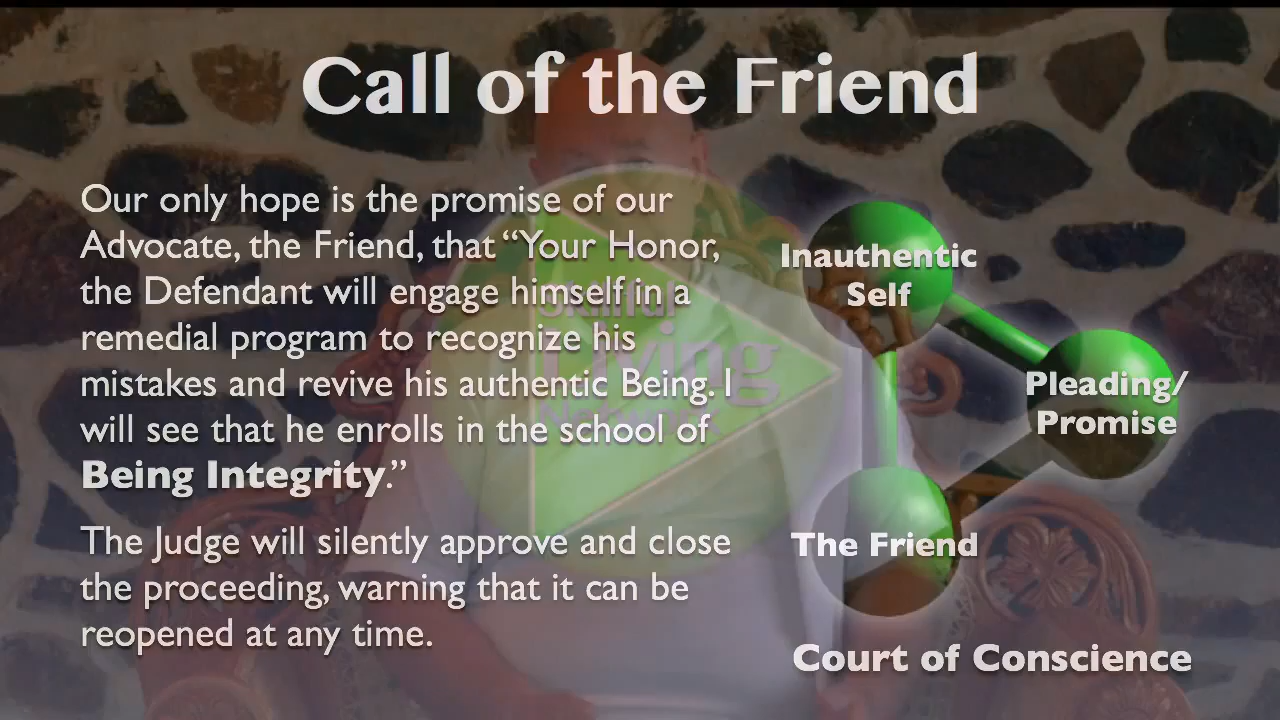 Call of the Friend
Our only hope is the promise of our
Advocate, the Friend, that “Your Honor,
the Defendant will engage himself in a
remedial program to recognize his
mistakes and revive his authentic Being. I
will see that he enrolls in the school of
Being Integrity.”
The Judge will silently approve and close
the proceeding, warning that it can be
reopened at any time.
Inauthentic
Self
Pleading/
Promise
The Friend
Court of Conscience
Skillful
Living
Network